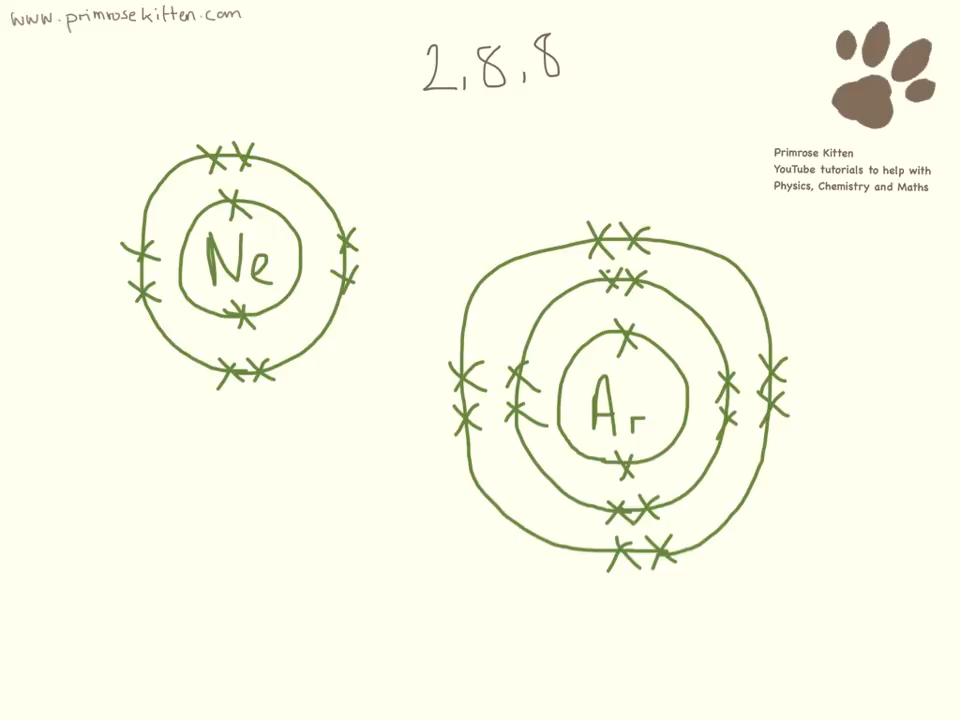 www.primrosekitten.com
2,8,8
Primrose Kitten
YouTube tutorials to help with
Physics, Chemistry and Maths
Ne
Ar